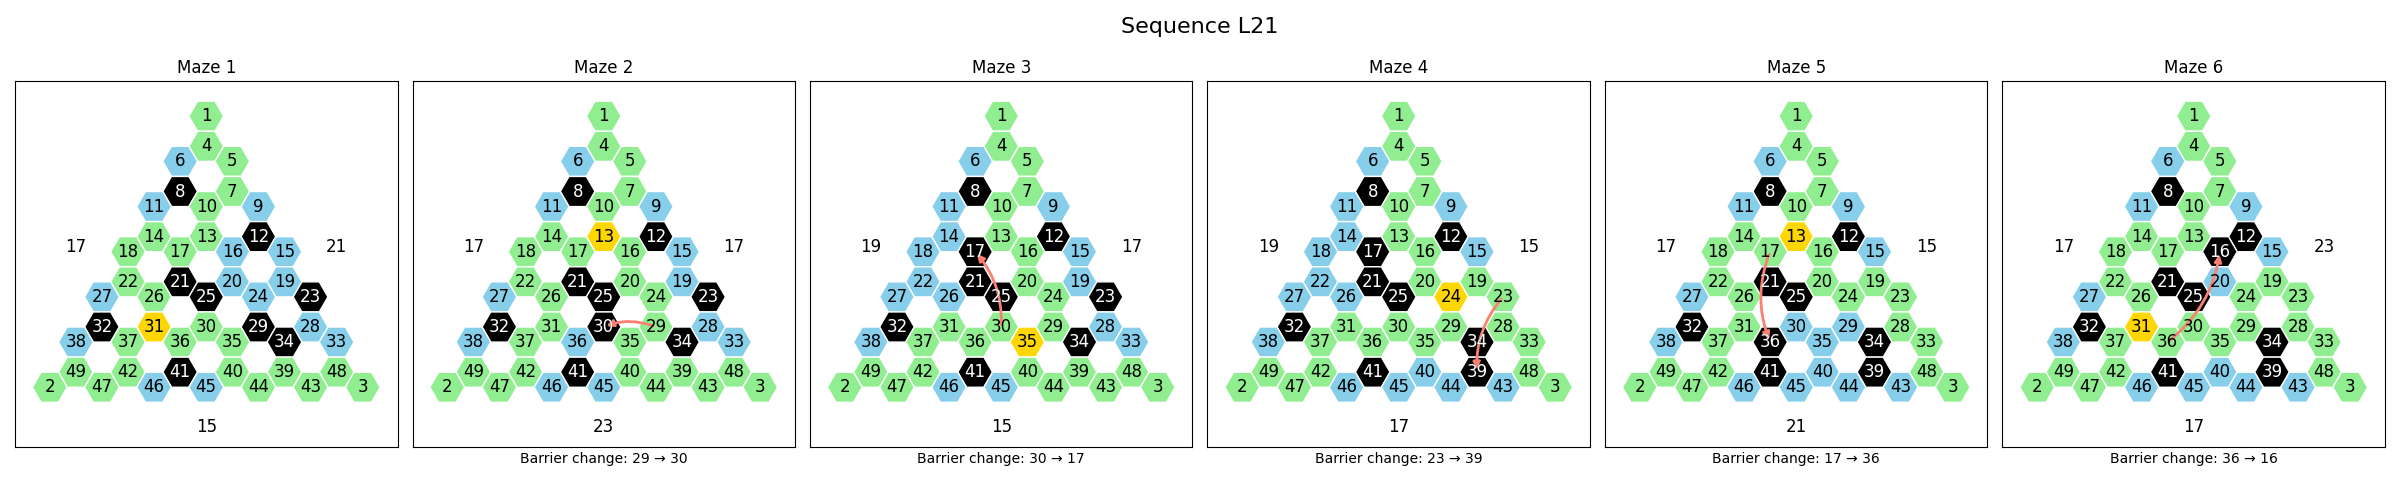 Sequence L21
Maze 1
1
4
6 5
8 7
11 10 9
14 13 12
17 18 17 16 15 21
22 21 20 19
27 26 25 24 23
32 31 30 29 28
38 37 36 35 34 33
49 42 41 40 39 48
2 47 46 45 44 43 3
15
Maze 2
1
4
6 5
8 7
11 10 9
14 13 12
17 18 17 16 15 17
22 21 20 19
27 26 25 24 23
32 31 30 29 28
38 37 36 35 34 33
49 42 41 40 39 48
2 47 46 45 44 43 3
23
Barrier change: 29 → 30
Maze 3
1
4
6 5
8 7
11 10 9
14 13 12
19 18 17 16 15 17
22 21 20 19
27 26 25 24 23
32 31 30 29 28
38 37 36 35 34 33
49 42 41 40 39 48
2 47 46 45 44 43 3
15
Barrier change: 30 → 17
Maze 4
1
4
6 5
8 7
11 10 9
14 13 12
19 18 17 16 15 15
22 21 20 19
27 26 25 24 23
32 31 30 29 28
38 37 36 35 34 33
49 42 41 40 39 48
2 47 46 45 44 43 3
17
Barrier change: 23 → 39
Maze 5
1
4
6 5
8 7
11 10 9
14 13 12
17 18 17 16 15 15
22 21 20 19
27 26 25 24 23
32 31 30 29 28
38 37 36 35 34 33
49 42 41 40 39 48
2 47 46 45 44 43 3
21
Barrier change: 17 → 36
Maze 6
1
4
6 5
8 7
11 10 9
14 13 12
17 18 17 16 15 23
22 21 20 19
27 26 25 24 23
32 31 30 29 28
38 37 36 35 34 33
49 42 41 40 39 48
2 47 46 45 44 43 3
17
Barrier change: 36 → 16